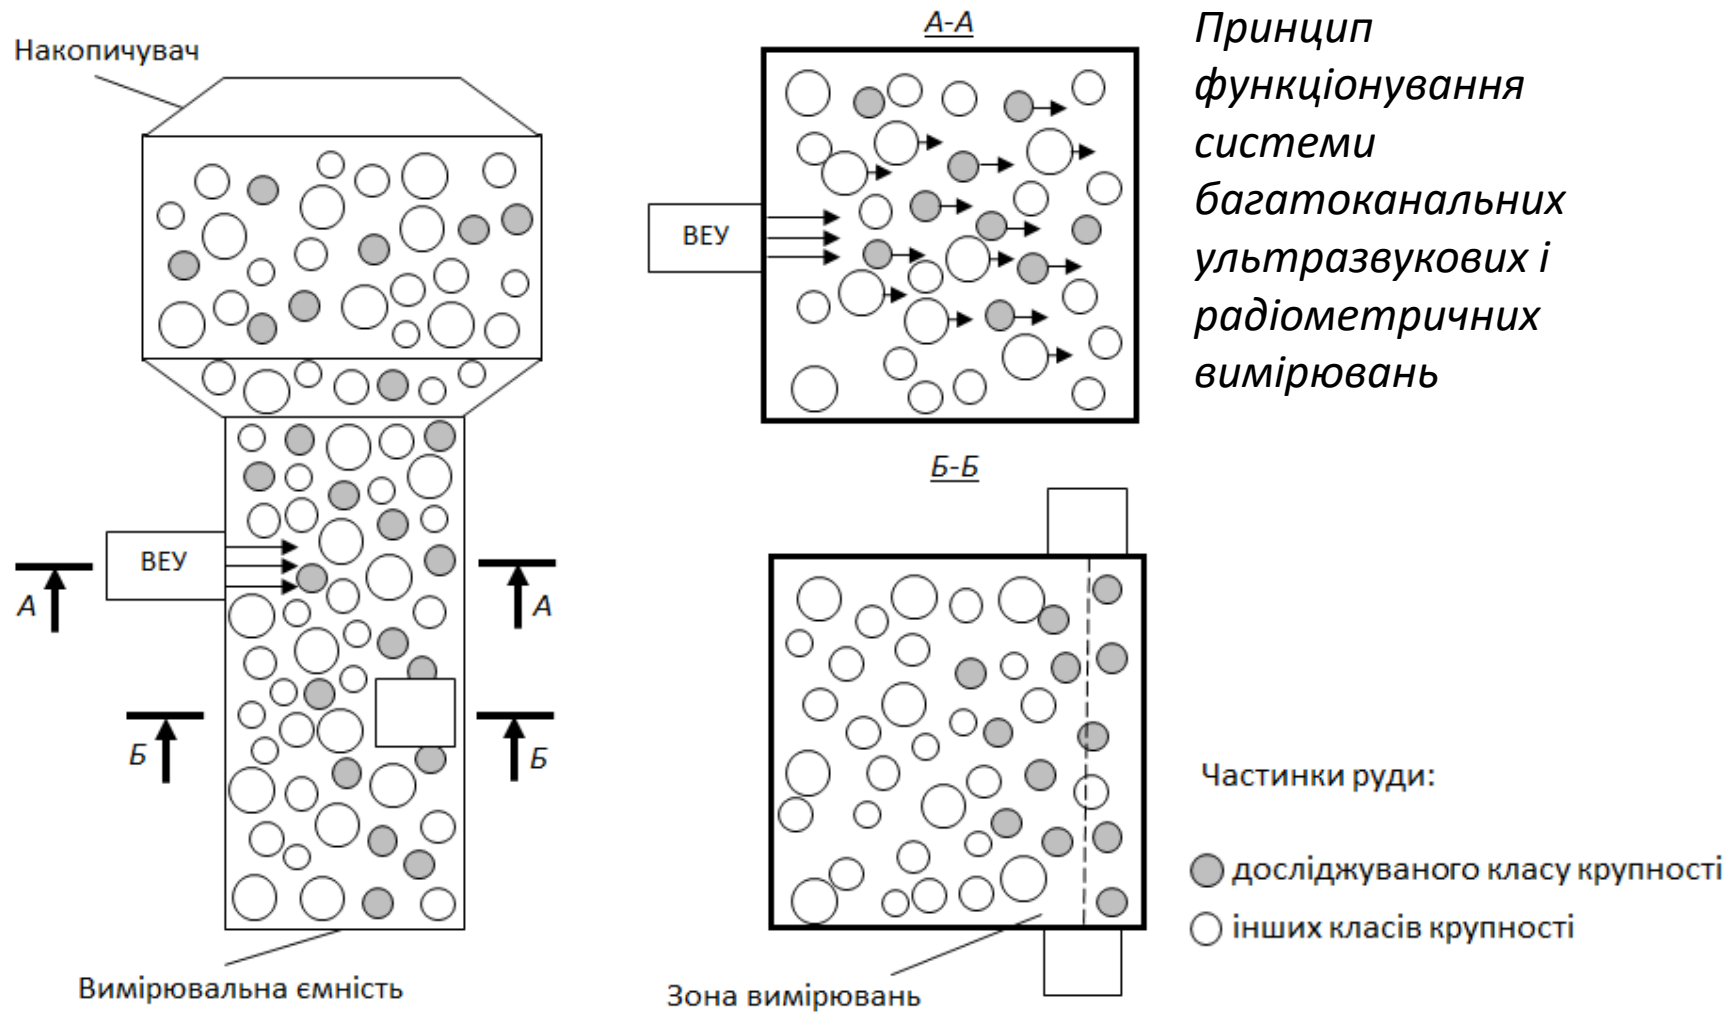 Накопичувач
ВЕУ
А
А
Б
Б
Вимірювальна ємність
А-А
ВЕУ
Б-Б
Зона вимірювань
Принцип
функціонування
системи
багатоканальних
ультразвукових і
радіометричних
вимірювань
Частинки руди:
досліджуваного класу крупності
інших класів крупності